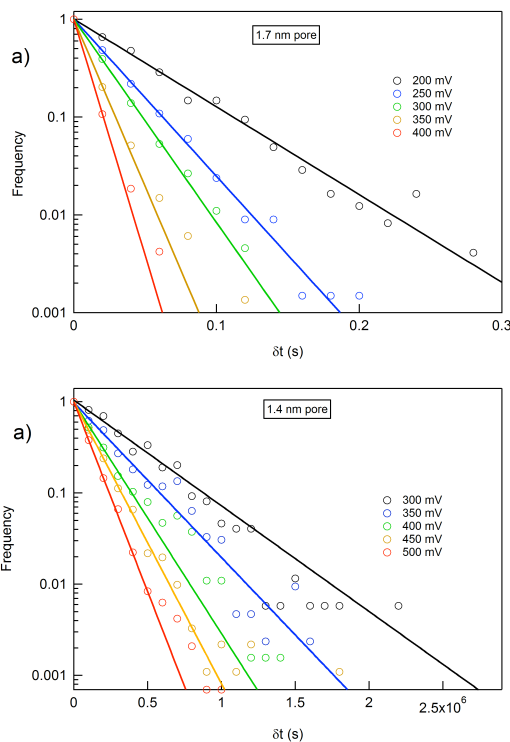 a)
1.7 nm pore
1
0.1
0.01
0.001
Frequency
200 mV
250 mV
300 mV
350 mV
400 mV
0
0.1
0.2
0.3
δt (s)
a)
1.4 nm pore
1
0.1
0.01
0.001
Frequency
300 mV
350 mV
400 mV
450 mV
500 mV
0
0.5
1
1.5
2
2.5x10⁶
δt (s)